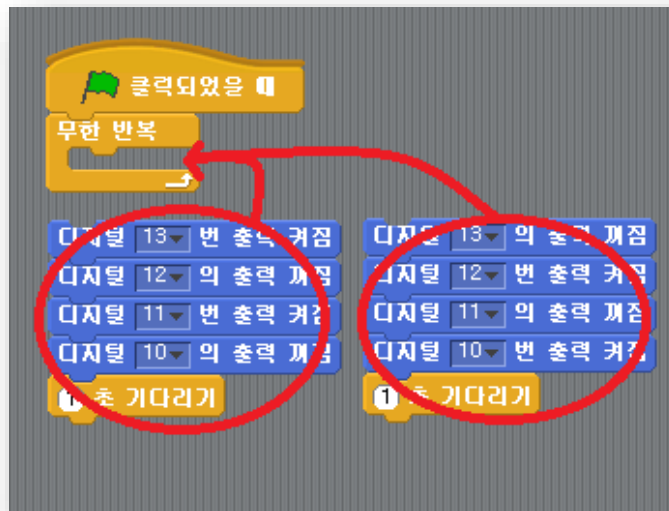 클릭되었을 때
무한 반복
디지털 13 번 출력 켜짐
디지털 12 의 출력 꺼짐
디지털 11 번 출력 켜짐
디지털 10 의 출력 꺼짐
1 초 기다리기
디지털 13 의 출력 꺼짐
디지털 12 번 출력 켜짐
디지털 11 의 출력 꺼짐
디지털 10 번 출력 켜짐
1 초 기다리기